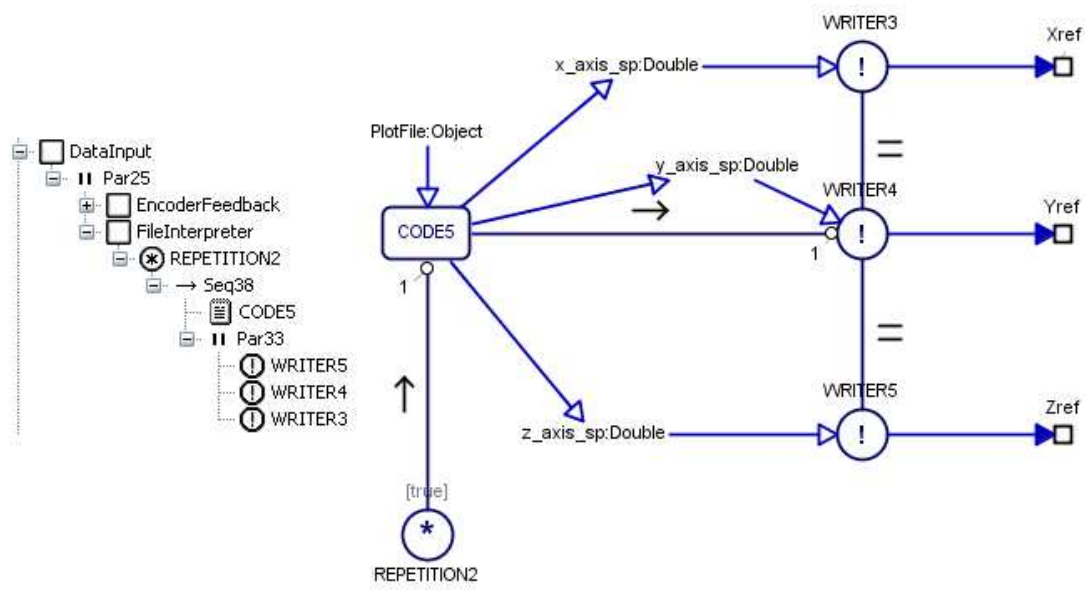 DataInput
Par25
EncoderFeedback
FileInterpreter
REPETITION2
Seq38
CODE5
Par33
WRITER5
WRITER4
WRITER3
WRITER3
Xref
x_axis_sp:Double
!
PlotFile:Object
=
y_axis_sp:Double
WRITER4
Yref
CODE5
→
!
1
1
=
WRITER5
Zref
z_axis_sp:Double
!
[true]
*
REPETITION2